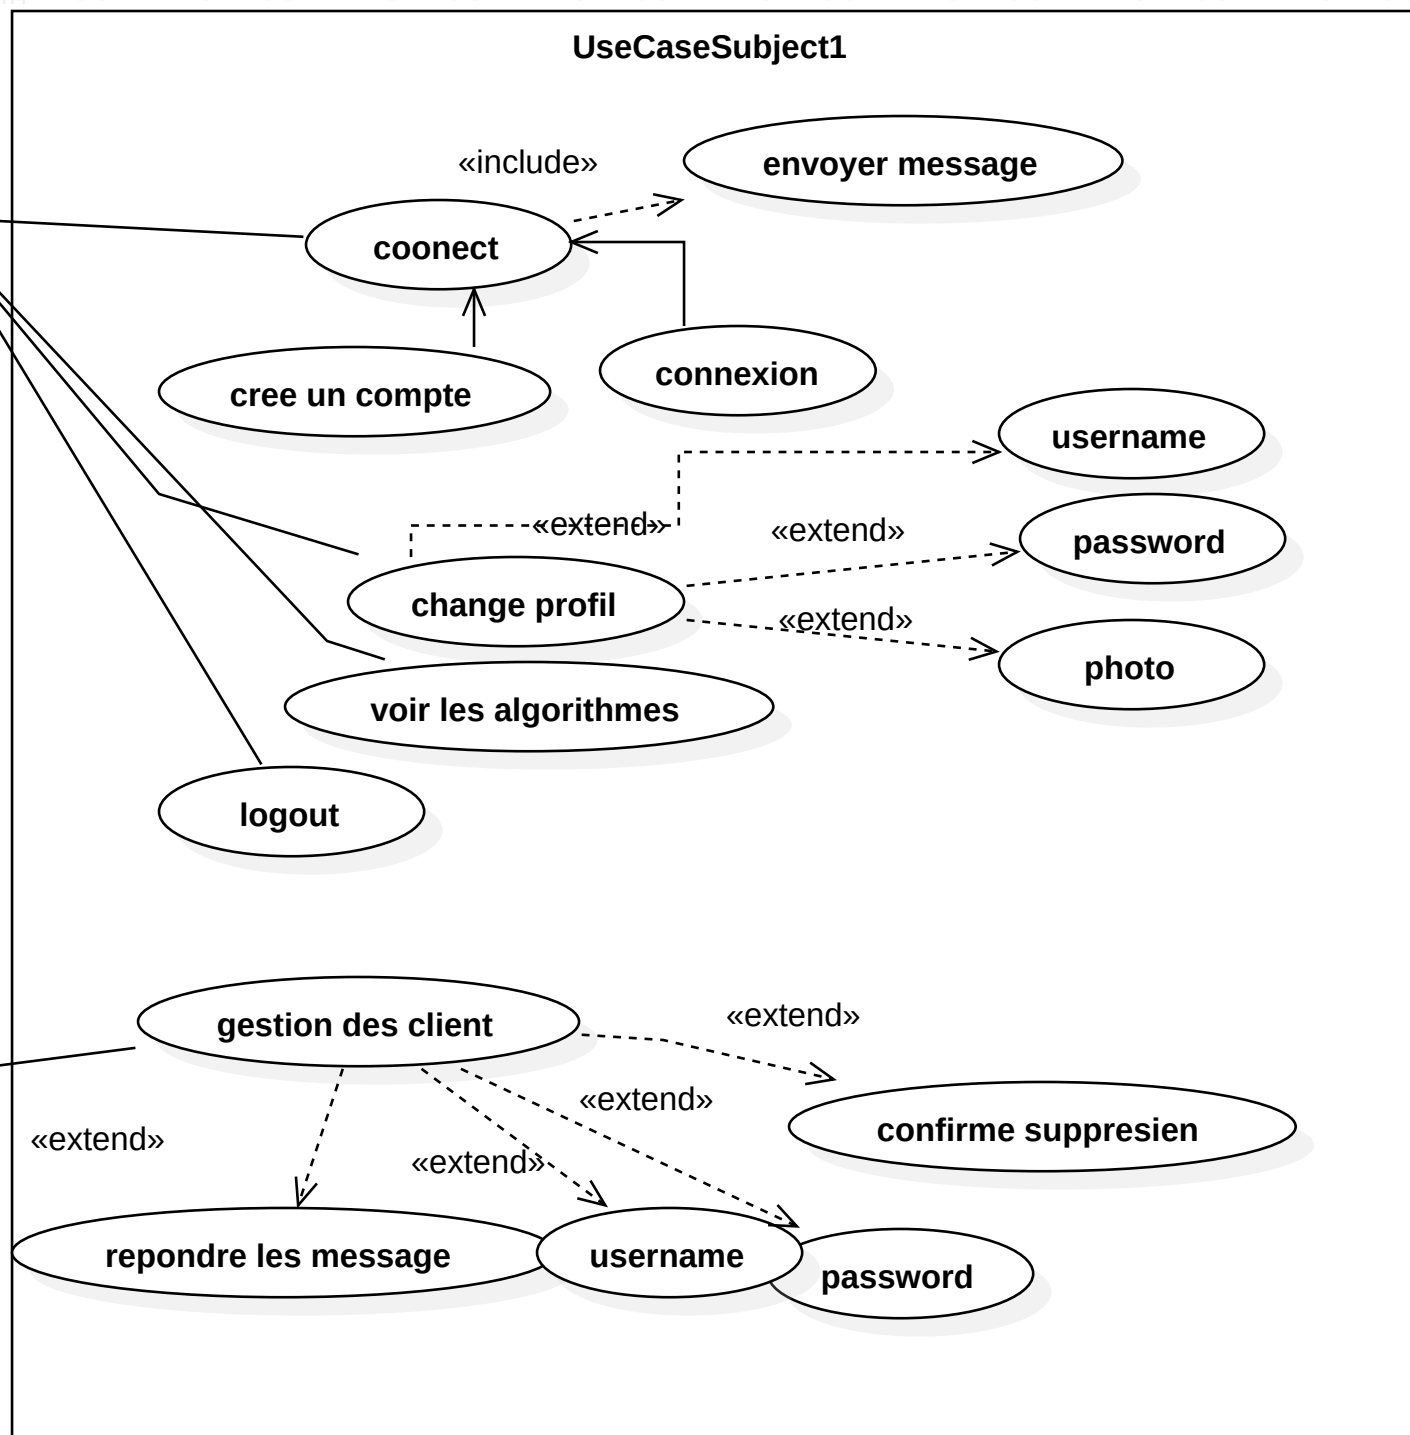 UseCaseSubject1
«include»
envoyer message
coonect
cree un compte
connexion
username
«extend»
«extend»
password
change profil
«extend»
photo
voir les algorithmes
logout
gestion des client
«extend»
«extend»
confirme suppresien
«extend»
«extend»
repondre les message
username
password